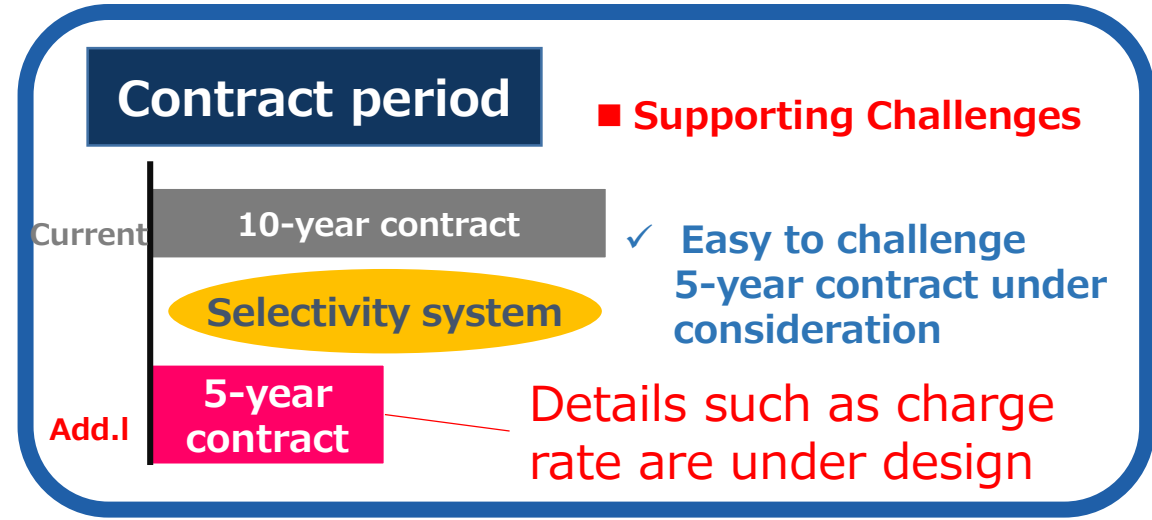 Contract period
■ Supporting Challenges
Current
10-year contract
✓ Easy to challenge
5-year contract under
consideration
Selectivity system
Add.l
5-year
contract
Details such as charge
rate are under design